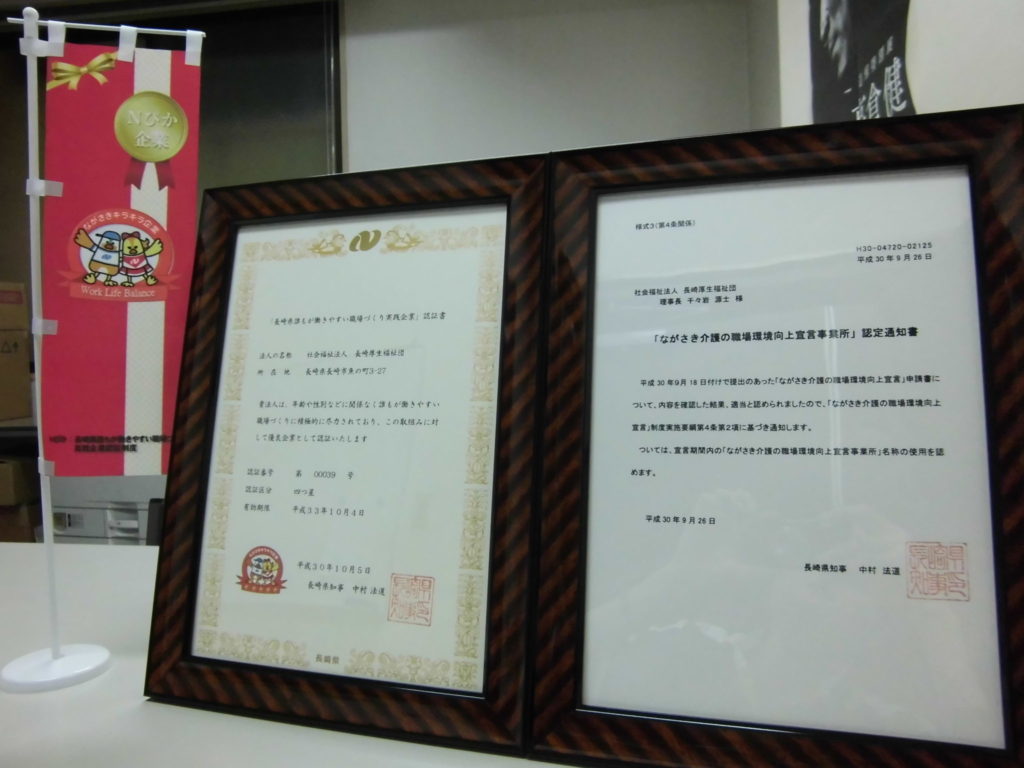 Nぴか
企業
ながさきキラキラ企業
Work Life Balance
「長崎県誰もが働きやすい職場づくり実践企業」認証書
法人の名称 社会福祉法人 長崎厚生福祉団
所在地 長崎県長崎市魚の町3-27
貴法人は、年齢や性別などに関係なく誰もが働きやすい
職場づくりに積極的に尽力されており、この取組みに対
して優良企業として認証いたします
認証番号 第 00039 号
認証区分 四つ星
有効期限 平成33年10月4日
平成30年10月5日
長崎県知事 中村 法道
長崎県
様式3(第4条関係)
H30-04720-02125
平成30年9月26日
社会福祉法人 長崎厚生福祉団
理事長 千々岩 源士 様
「ながさき介護の職場環境向上宣言事業所」認定通知書
平成30年9月18日付けで提出のあった「ながさき介護の職場環境向上宣言」申請書に
ついて、内容を確認した結果、適当と認められましたので、「ながさき介護の職場環境向上
宣言」制度実施要綱第4条第2項に基づき通知します。
ついては、宣言期間内の「ながさき介護の職場環境向上宣言事業所」名称の使用を認
めます。
平成30年9月26日
長崎県知事 中村 法道